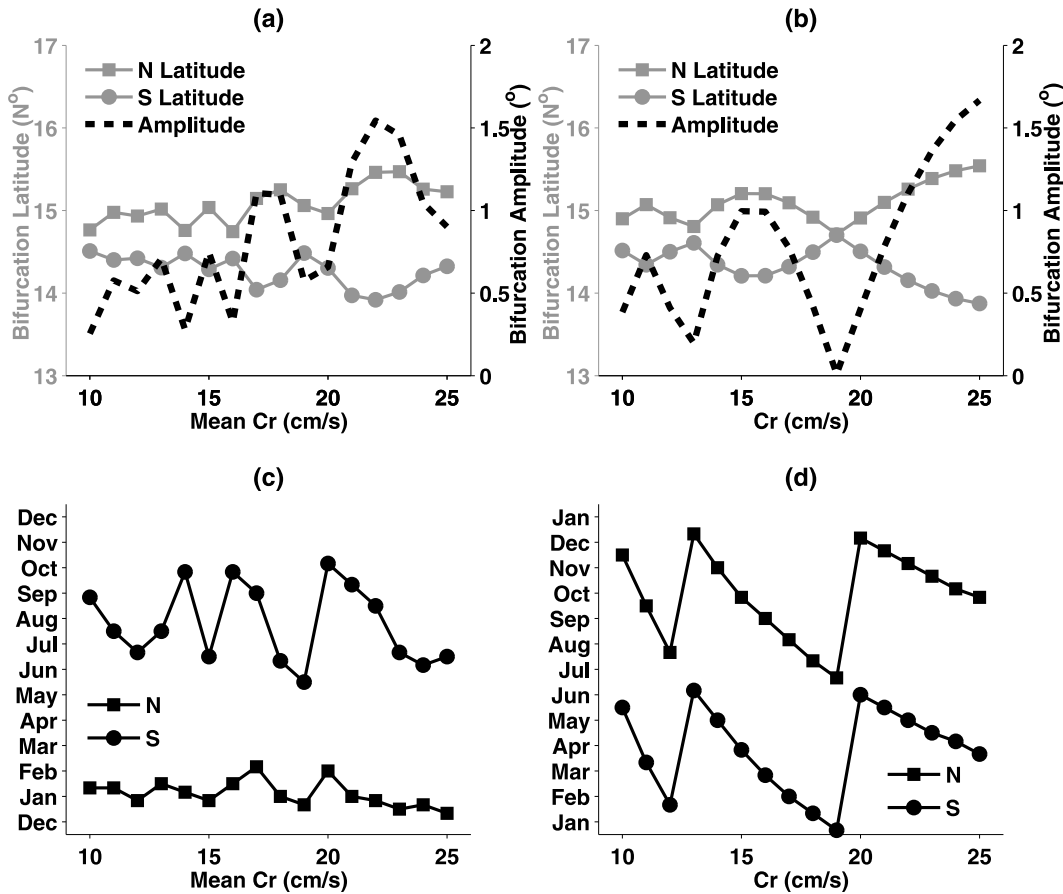 (a)
17
16
15
14
13
Bifurcation Latitude (N°)
N Latitude
S Latitude
Amplitude
2
1.5
1
0.5
0
Bifurcation Amplitude (°)
10 15 20 25
Mean Cr (cm/s)
(b)
17
16
15
14
13
Bifurcation Latitude (N°)
N Latitude
S Latitude
Amplitude
2
1.5
1
0.5
0
Bifurcation Amplitude (°)
10 15 20 25
Cr (cm/s)
(c)
Dec
Nov
Oct
Sep
Aug
Jul
Jun
May
Apr
Mar
Feb
Jan
Dec
N
S
10 15 20 25
Mean Cr (cm/s)
(d)
Jan
Dec
Nov
Oct
Sep
Aug
Jul
Jun
May
Apr
Mar
Feb
Jan
N
S
10 15 20 25
Cr (cm/s)